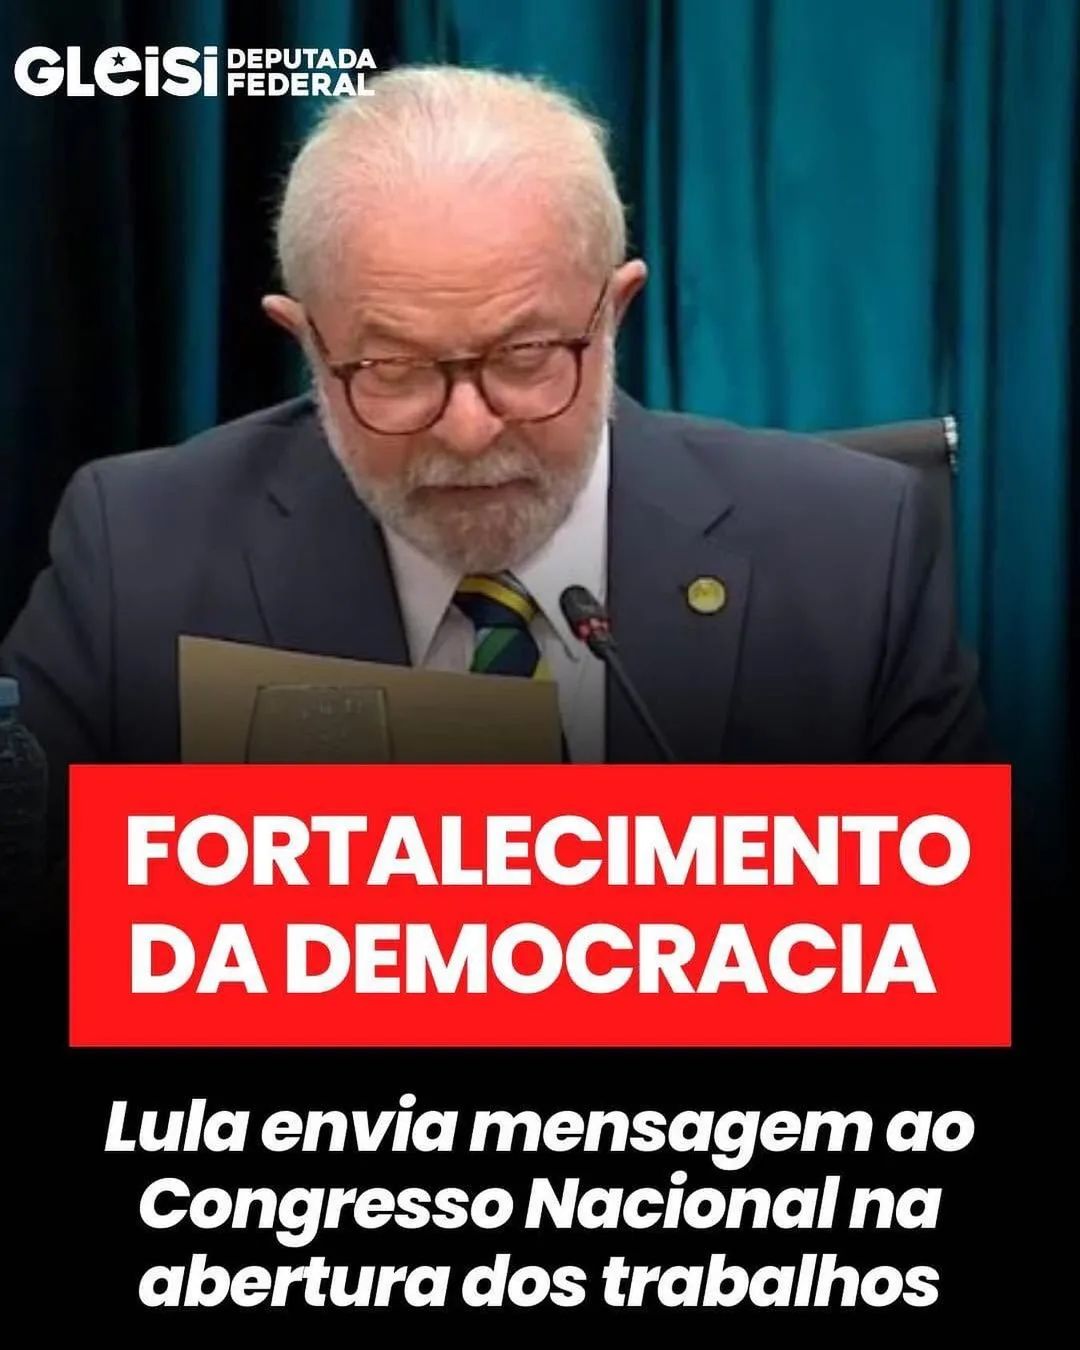 GLEISI DEPUTADA
FEDERAL
FORTALECIMENTO
DA DEMOCRACIA
Lula envia mensagem ao
Congresso Nacional na
abertura dos trabalhos